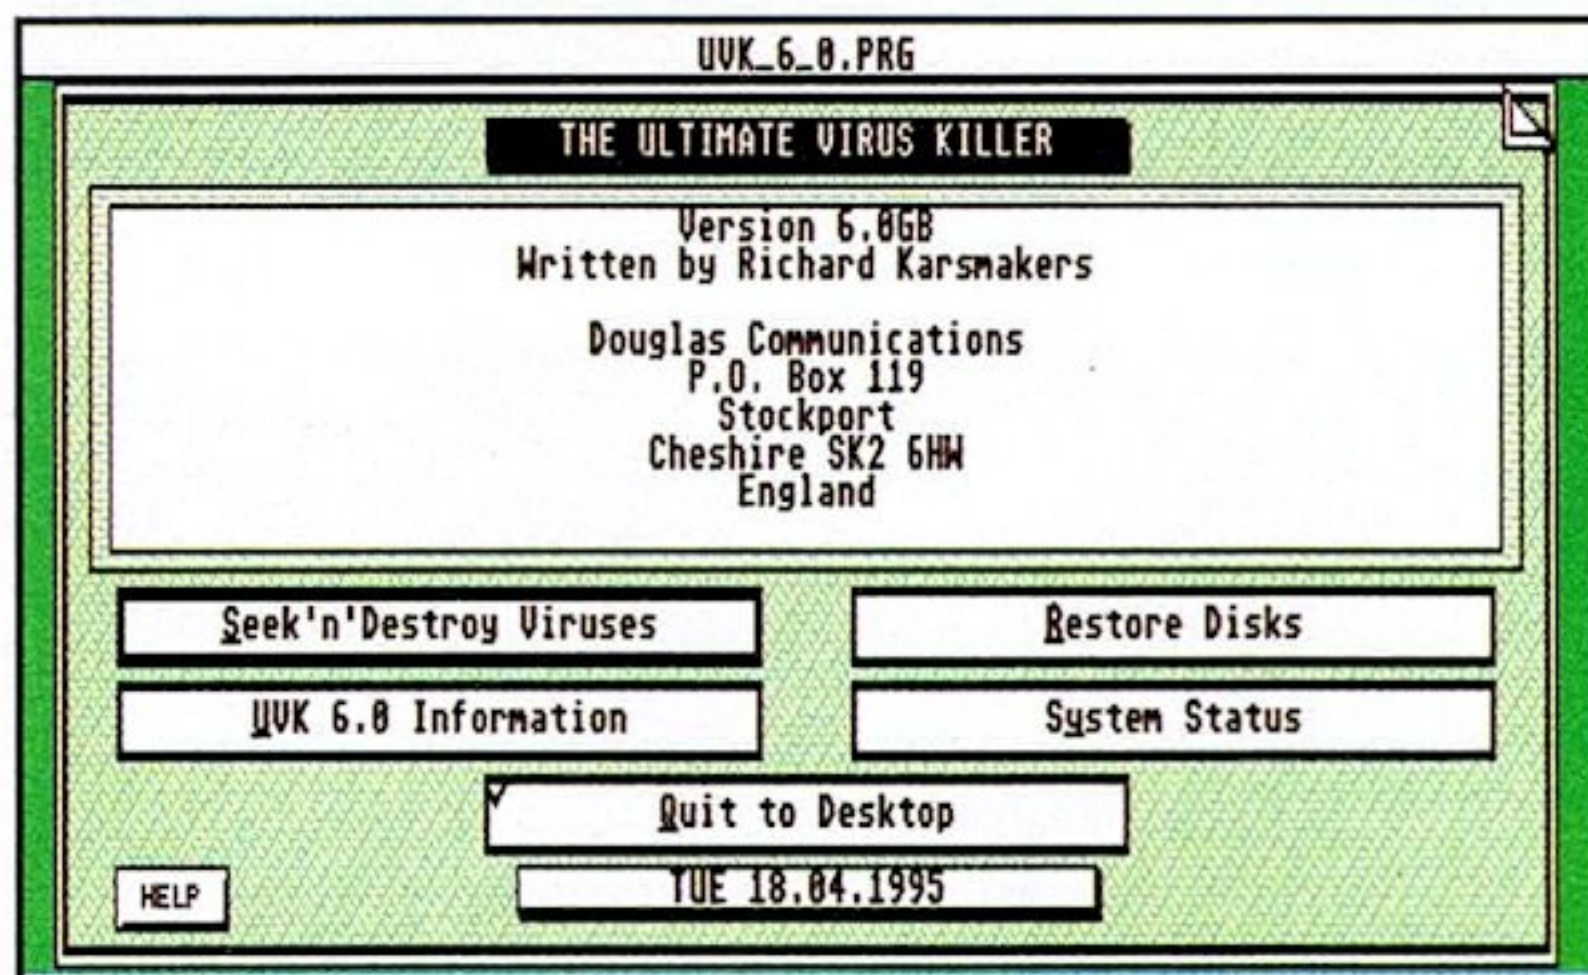 UVK_6_0.PRG
THE ULTIMATE VIRUS KILLER
Version 6.0GB
Written by Richard Karsmakers
Douglas Communications
P.O. Box 119
Stockport
Cheshire SK2 6HW
England
Seek'n'Destroy Viruses
Restore Disks
UVK 6.0 Information
System Status
Quit to Desktop
HELP
TUE 18.04.1995